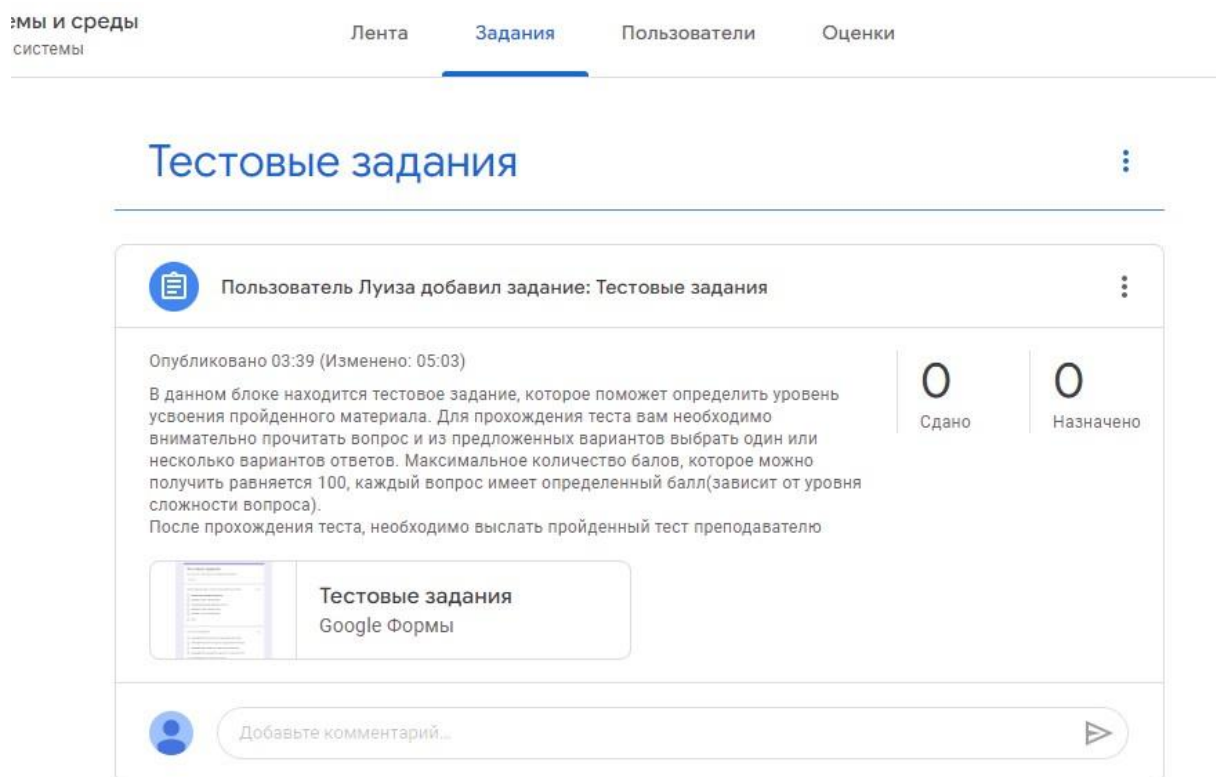 емы и среды
системы
Лента Задания Пользователи Оценки
Тестовые задания
Пользователь Луиза добавил задание: Тестовые задания
Опубликовано 03:39 (Изменено: 05:03)
В данном блоке находится тестовое задание, которое поможет определить уровень
усвоения пройденного материала. Для прохождения теста вам необходимо
внимательно прочитать вопрос и из предложенных вариантов выбрать один или
несколько вариантов ответов. Максимальное количество балов, которое можно
получить равняется 100, каждый вопрос имеет определенный балл(зависит от уровня
сложности вопроса).
После прохождения теста, необходимо выслать пройденный тест преподавателю
0
Сдано
0
Назначено
Тестовые задания
Google Формы
Добавьте комментарий...